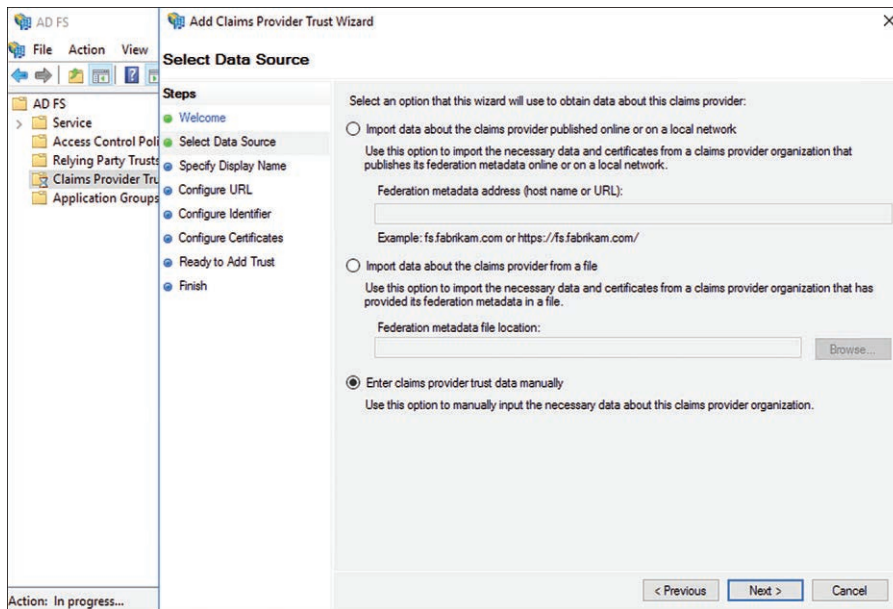 AD FS
File Action View
AD FS
Service
Access Control Poli
Relying Party Trusts
Claims Provider Tru
Application Groups
Action: In progress...
Add Claims Provider Trust Wizard
Select Data Source
Steps
Welcome
Select Data Source
Specify Display Name
Configure URL
Configure Identifier
Configure Certificates
Ready to Add Trust
Finish
Select an option that this wizard will use to obtain data about this claims provider:
Import data about the claims provider published online or on a local network
Use this option to import the necessary data and certificates from a claims provider organization that
publishes its federation metadata online or on a local network.
Federation metadata address (host name or URL):
Example: fs.fabrikam.com or https://fs.fabrikam.com/
Import data about the claims provider from a file
Use this option to import the necessary data and certificates from a claims provider organization that has
provided its federation metadata in a file.
Federation metadata file location:
Browse...
Enter claims provider trust data manually
Use this option to manually input the necessary data about this claims provider organization.
< Previous
Next >
Cancel